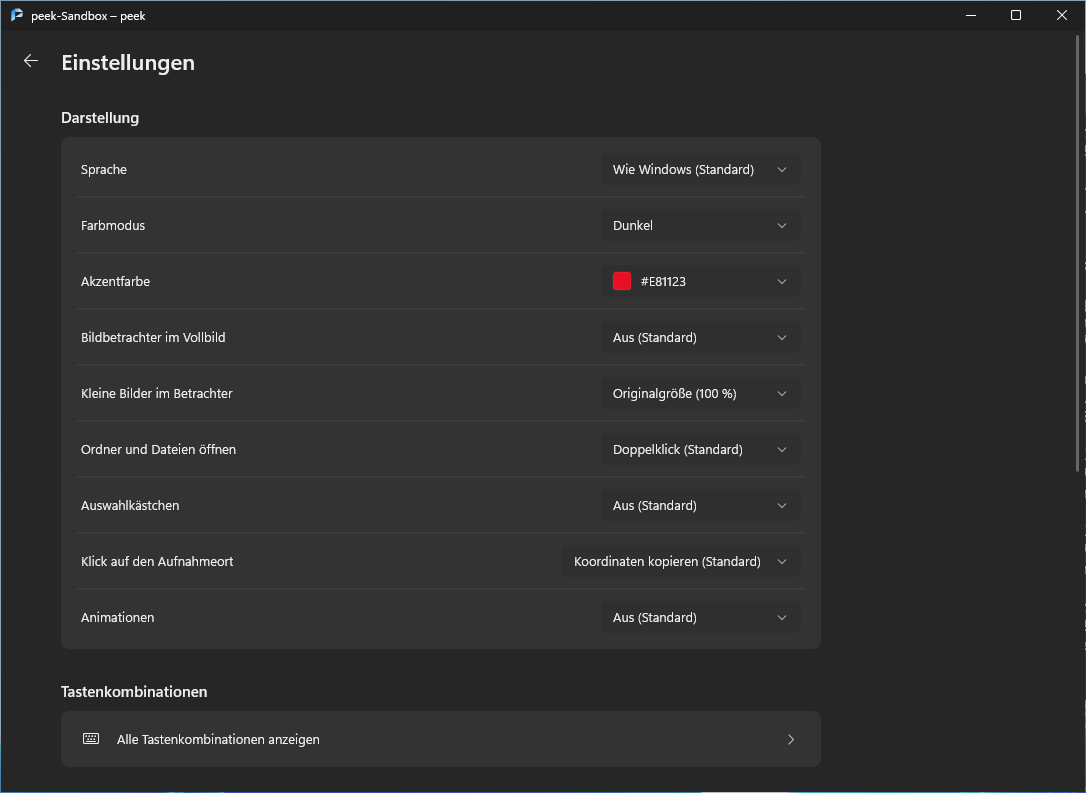 peek-Sandbox – peek
Einstellungen
Darstellung
Sprache
Wie Windows (Standard)
Farbmodus
Dunkel
Akzentfarbe
#E81123
Bildbetrachter im Vollbild
Aus (Standard)
Kleine Bilder im Betrachter
Originalgröße (100 %)
Ordner und Dateien öffnen
Doppelklick (Standard)
Auswahlkästchen
Aus (Standard)
Klick auf den Aufnahmeort
Koordinaten kopieren (Standard)
Animationen
Aus (Standard)
Tastenkombinationen
Alle Tastenkombinationen anzeigen